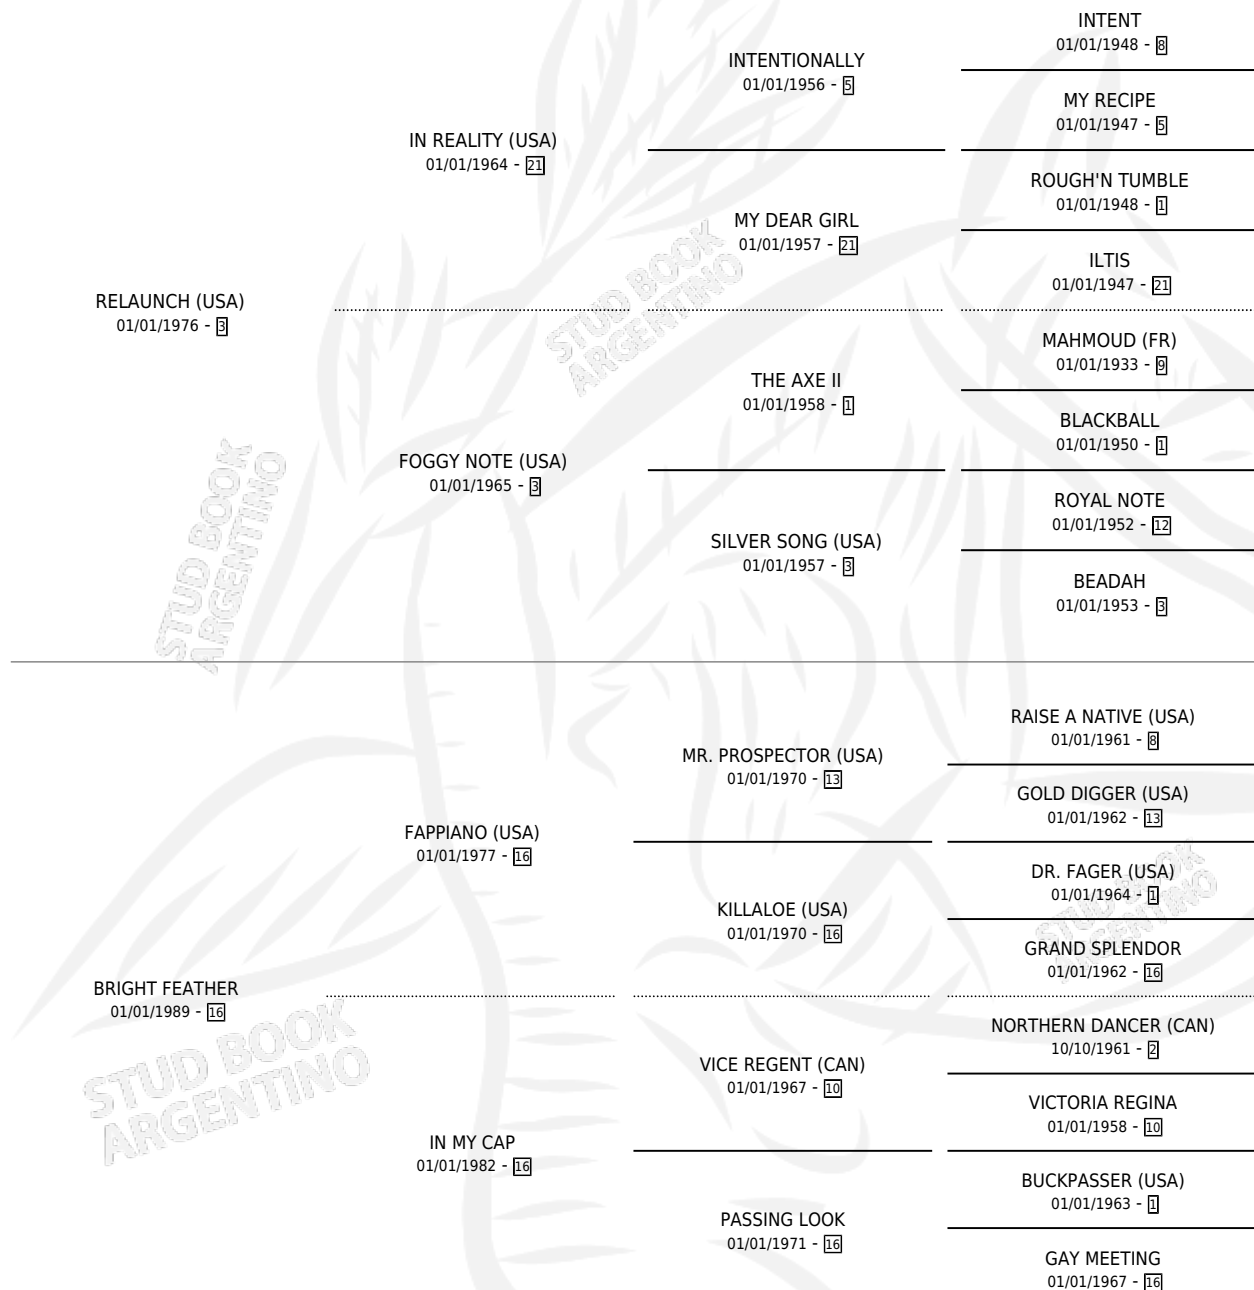 INTENT
01/01/1948 - 8
INTENTIONALLY
01/01/1956 - 5
MY RECIPE
01/01/1947 - 5
IN REALITY (USA)
01/01/1964 - 21
ROUGH'N TUMBLE
01/01/1948 - 1
MY DEAR GIRL
01/01/1957 - 21
ILTIS
01/01/1947 - 21
RELAUNCH (USA)
01/01/1976 - 3
STUD BOOK
ARGENTINO
MAHMOUD (FR)
01/01/1933 - 9
THE AXE II
01/01/1958 - 1
BLACKBALL
01/01/1950 - 1
FOGGY NOTE (USA)
01/01/1965 - 3
ROYAL NOTE
01/01/1952 - 12
SILVER SONG (USA)
01/01/1957 - 3
BEADAH
01/01/1953 - 3
STUD BOOK
ARGENTINO
RAISE A NATIVE (USA)
01/01/1961 - 8
MR. PROSPECTOR (USA)
01/01/1970 - 13
GOLD DIGGER (USA)
01/01/1962 - 13
FAPPIANO (USA)
01/01/1977 - 16
DR. FAGER (USA)
01/01/1964 - 1
KILLALOE (USA)
01/01/1970 - 16
STUD BOOK
ARGENTINO
GRAND SPLENDOR
01/01/1962 - 16
BRIGHT FEATHER
01/01/1989 - 16
NORTHERN DANCER (CAN)
10/10/1961 - 2
VICE REGENT (CAN)
01/01/1967 - 10
VICTORIA REGINA
01/01/1958 - 10
STUD BOOK
ARGENTINO
IN MY CAP
01/01/1982 - 16
BUCKPASSER (USA)
01/01/1963 - 1
PASSING LOOK
01/01/1971 - 16
GAY MEETING
01/01/1967 - 16